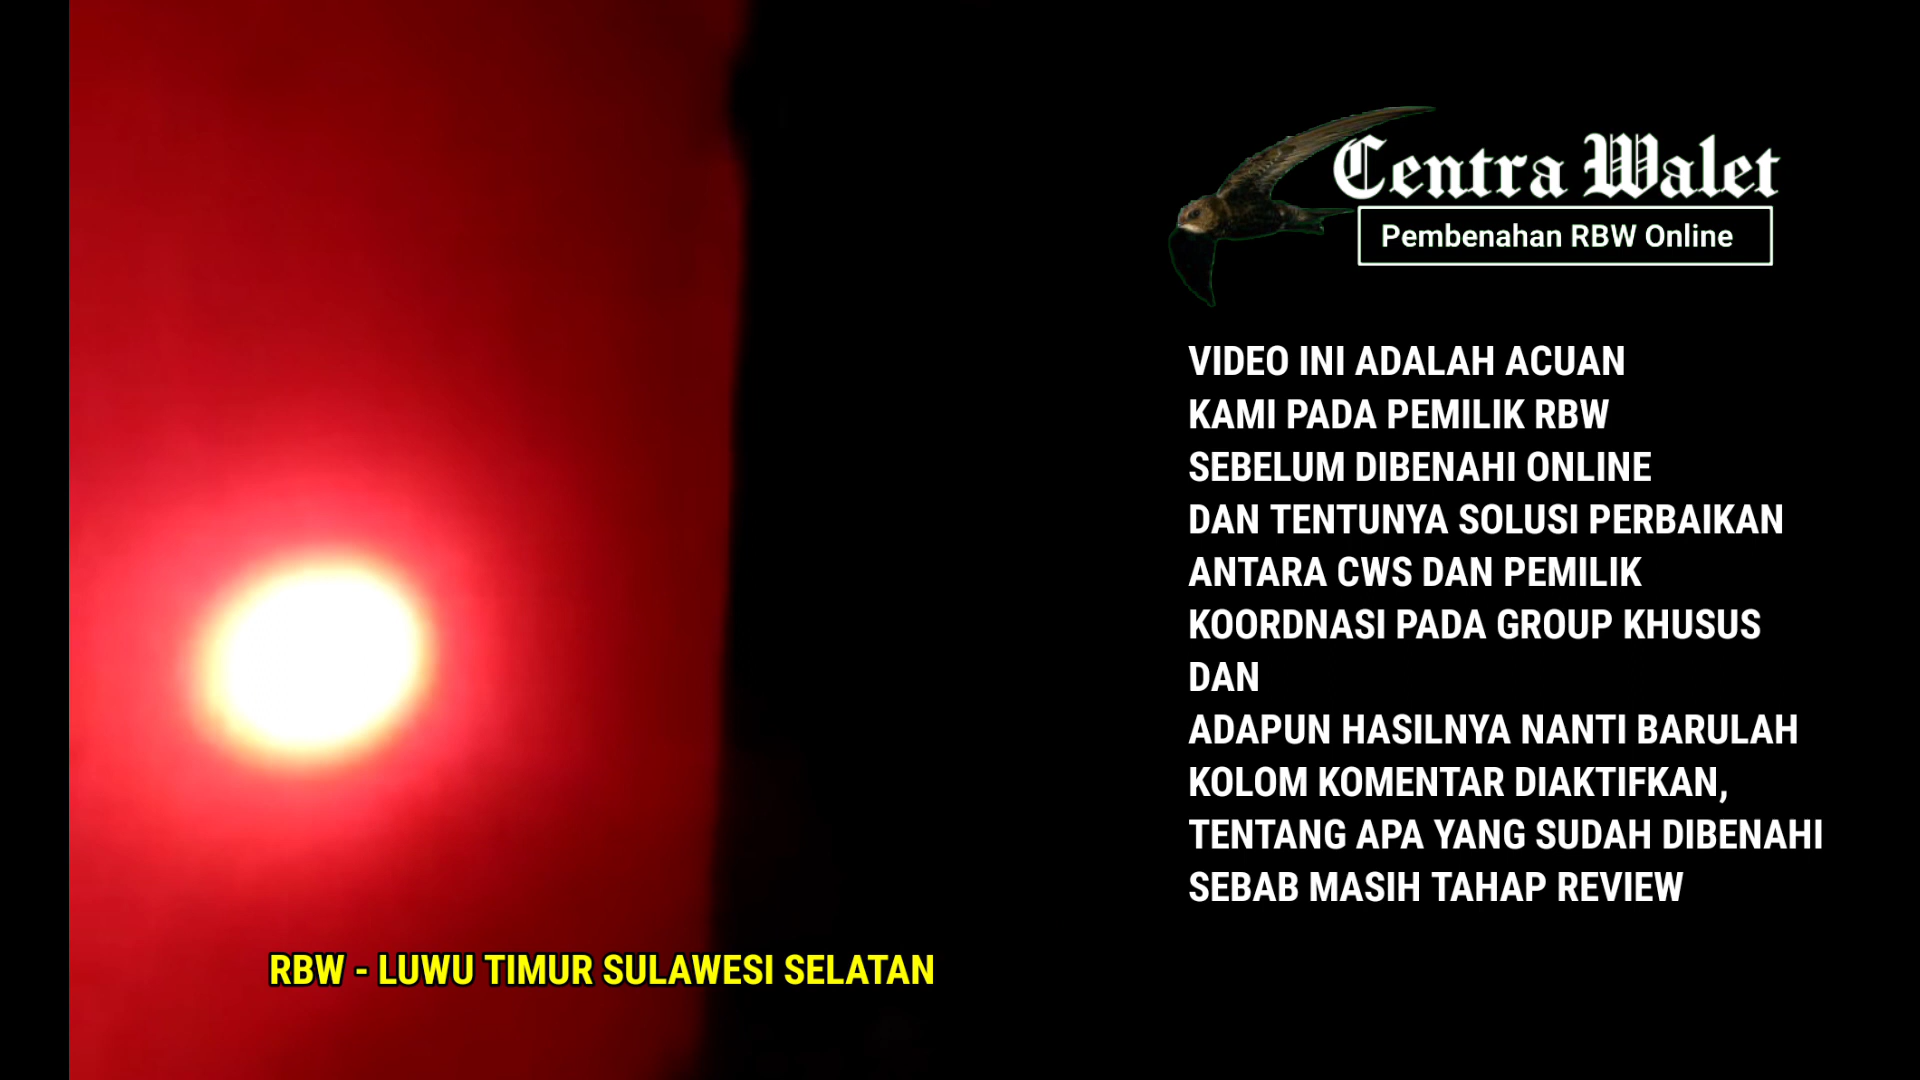 Centra Walet
Pembenahan RBW Online
VIDEO INI ADALAH ACUAN
KAMI PADA PEMILIK RBW
SEBELUM DIBENAHI ONLINE
DAN TENTUNYA SOLUSI PERBAIKAN
ANTARA CWS DAN PEMILIK
KOORDNASI PADA GROUP KHUSUS
DAN
ADAPUN HASILNYA NANTI BARULAH
KOLOM KOMENTAR DIAKTIFKAN,
TENTANG APA YANG SUDAH DIBENAHI
SEBAB MASIH TAHAP REVIEW
RBW - LUWU TIMUR SULAWESI SELATAN